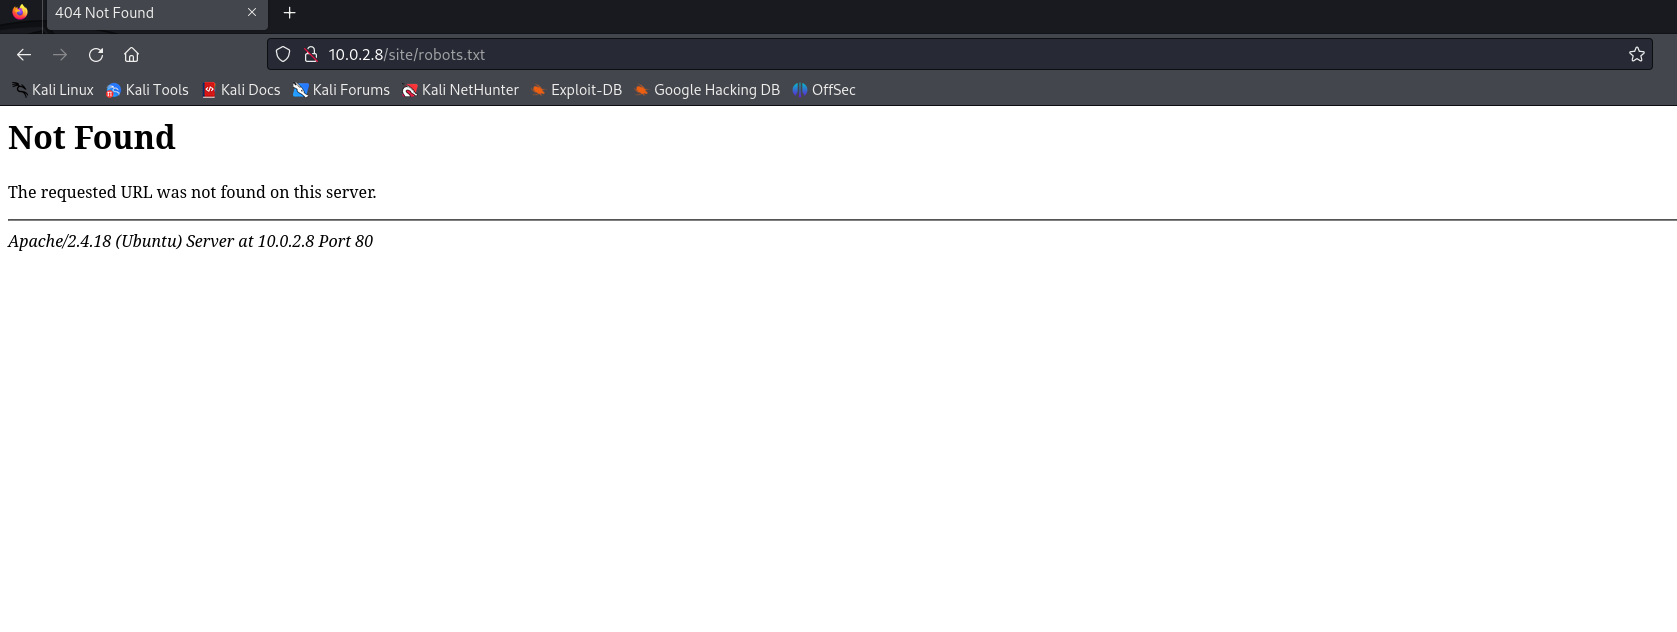 404 Not Found
10.0.2.8/site/robots.txt
Kali Linux Kali Tools Kali Docs Kali Forums Kali NetHunter Exploit-DB Google Hacking DB OffSec
Not Found
The requested URL was not found on this server.
Apache/2.4.18 (Ubuntu) Server at 10.0.2.8 Port 80